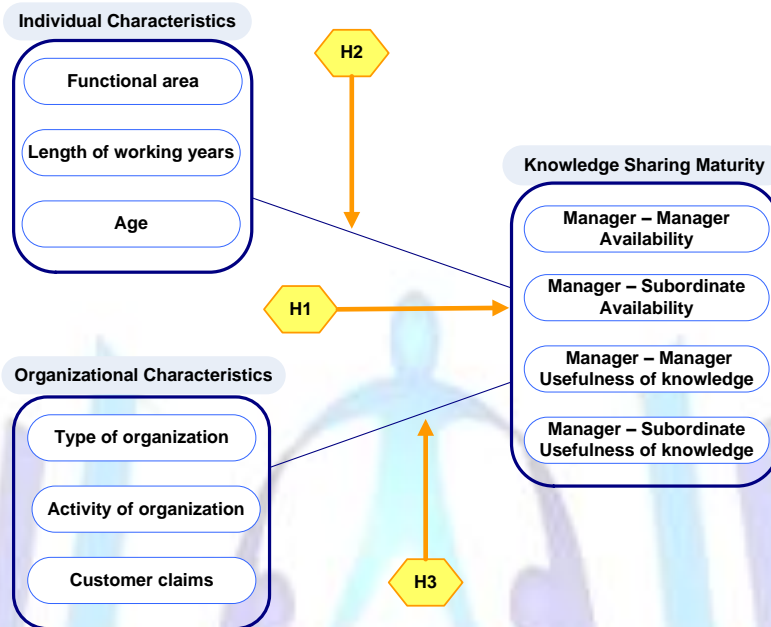 Individual Characteristics
Functional area
Length of working years
Age
H2
Knowledge Sharing Maturity
Manager – Manager
Availability
Manager – Subordinate
Availability
Manager – Manager
Usefulness of knowledge
Manager – Subordinate
Usefulness of knowledge
H1
Organizational Characteristics
Type of organization
Activity of organization
Customer claims
H3